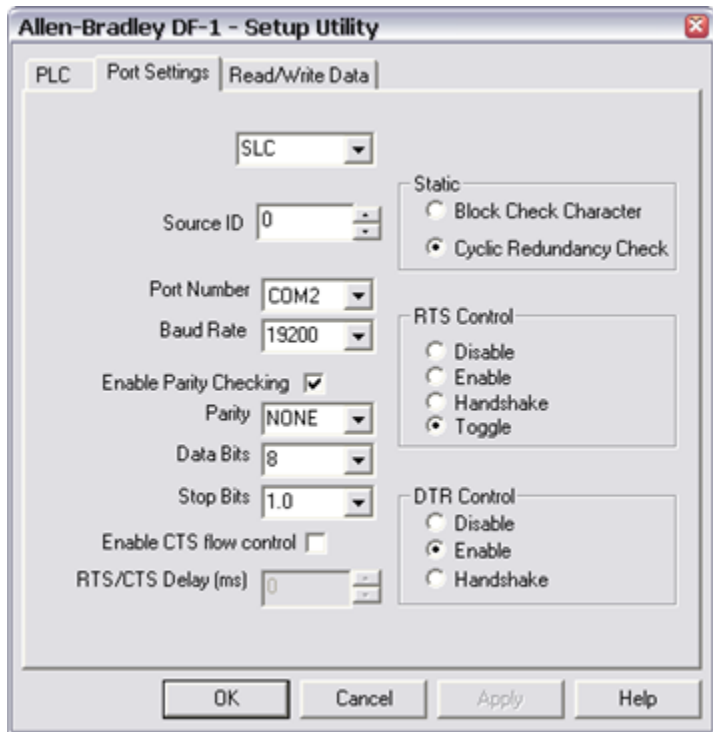 Allen-Bradley DF-1 - Setup Utility
PLC
Port Settings
Read/Write Data
SLC
Source ID 0
Port Number COM2
Baud Rate 19200
Enable Parity Checking
Parity NONE
Data Bits 8
Stop Bits 1.0
Enable CTS flow control
RTS/CTS Delay (ms) 0
Static
Block Check Character
Cyclic Redundancy Check
RTS Control
Disable
Enable
Handshake
Toggle
DTR Control
Disable
Enable
Handshake
OK
Cancel
Apply
Help